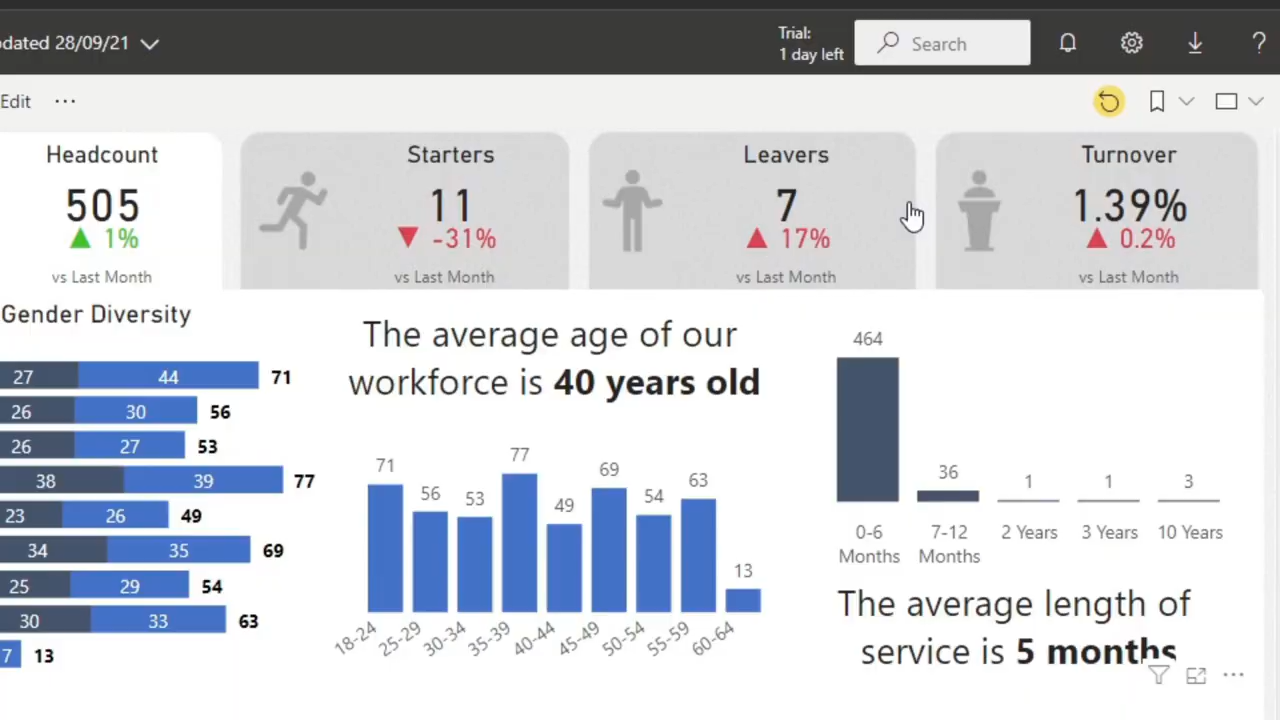 dated 28/09/21
Trial:
1 day left
Search
?
Edit
...
Headcount
505
1%
vs Last Month
Starters
11
-31%
vs Last Month
Leavers
7
17%
vs Last Month
Turnover
1.39%
0.2%
vs Last Month
Gender Diversity
27 44 71
26 30 56
26 27 53
38 39 77
23 26 49
34 35 69
25 29 54
30 33 63
7 13
The average age of our
workforce is 40 years old
71 56 53 77 49 69 54 63 13
18-24 25-29 30-34 35-39 40-44 45-49 50-54 55-59 60-64
464 36 1 1 3
0-6 Months
7-12 Months
2 Years
3 Years
10 Years
The average length of
service is 5 months
...